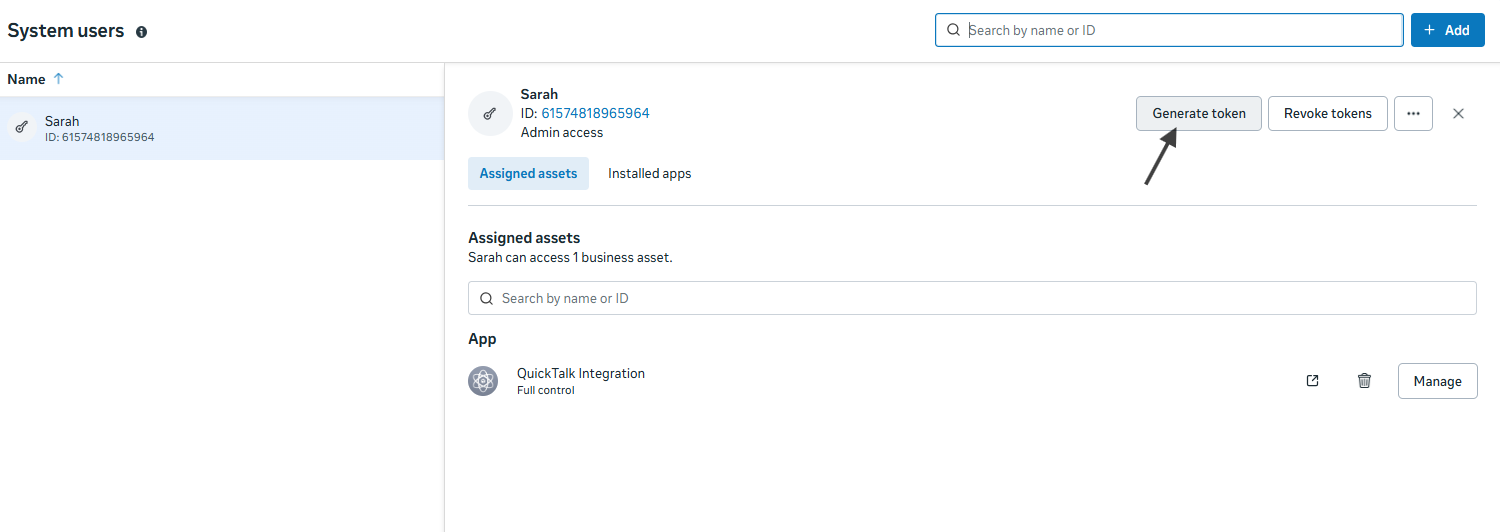 System users
Search by name or ID
+ Add
Name
Sarah
ID: 61574818965964
Sarah
ID: 61574818965964
Admin access
Generate token
Revoke tokens
Assigned assets
Installed apps
Assigned assets
Sarah can access 1 business asset.
Search by name or ID
App
QuickTalk Integration
Full control
Manage